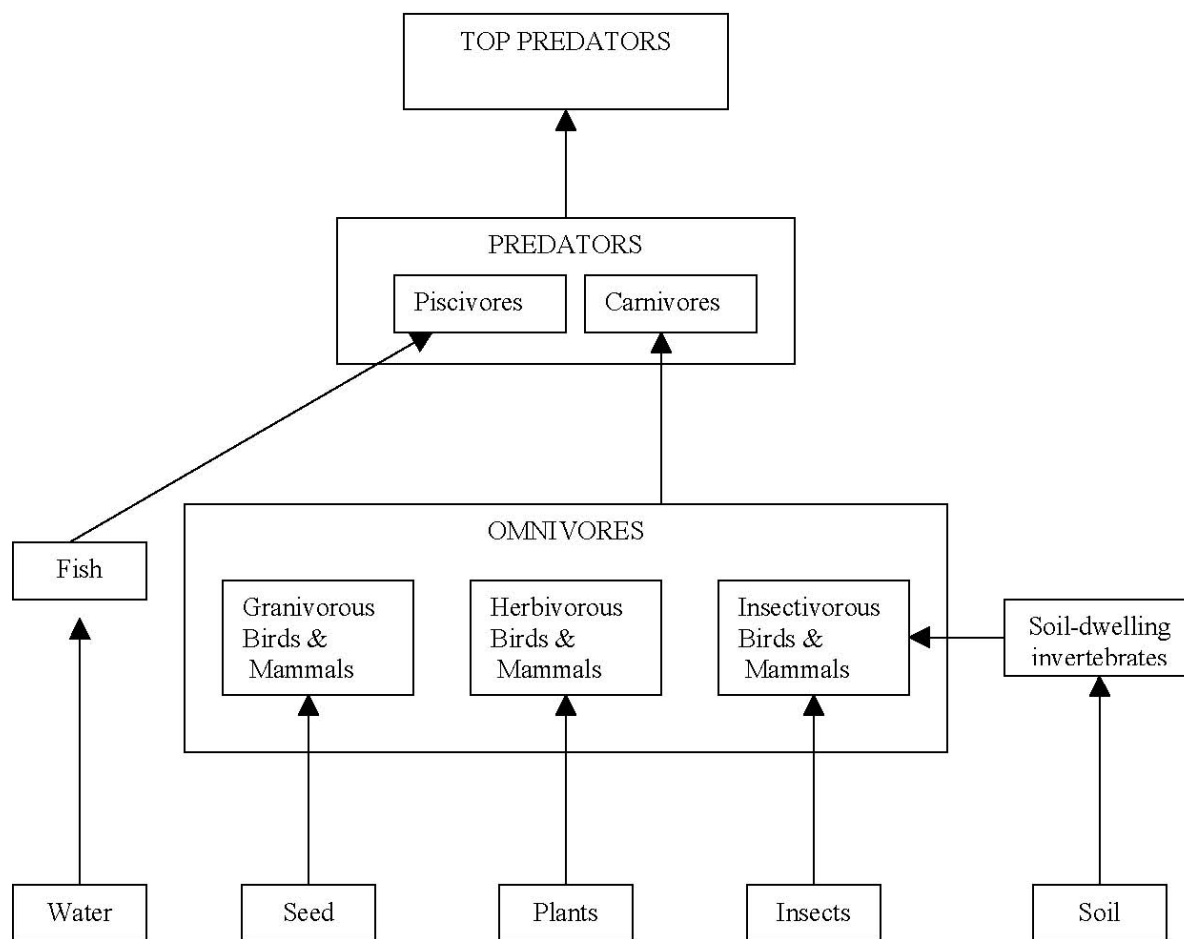 TOP PREDATORS
PREDATORS
Piscivores
Carnivores
OMNIVORES
Fish
Granivorous
Birds &
Mammals
Herbivorous
Birds &
Mammals
Insectivorous
Birds &
Mammals
Soil-dwelling
invertebrates
Water
Seed
Plants
Insects
Soil